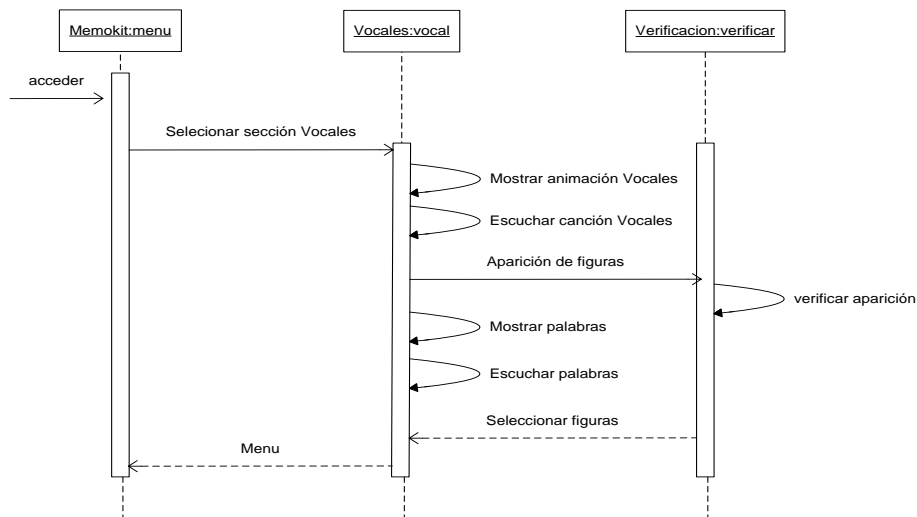 Memokit:menu
Vocales:vocal
Verificacion:verificar
acceder
Selecionar sección Vocales
Mostrar animación Vocales
Escuchar canción Vocales
Aparición de figuras
verificar aparición
Mostrar palabras
Escuchar palabras
Seleccionar figuras
Menu